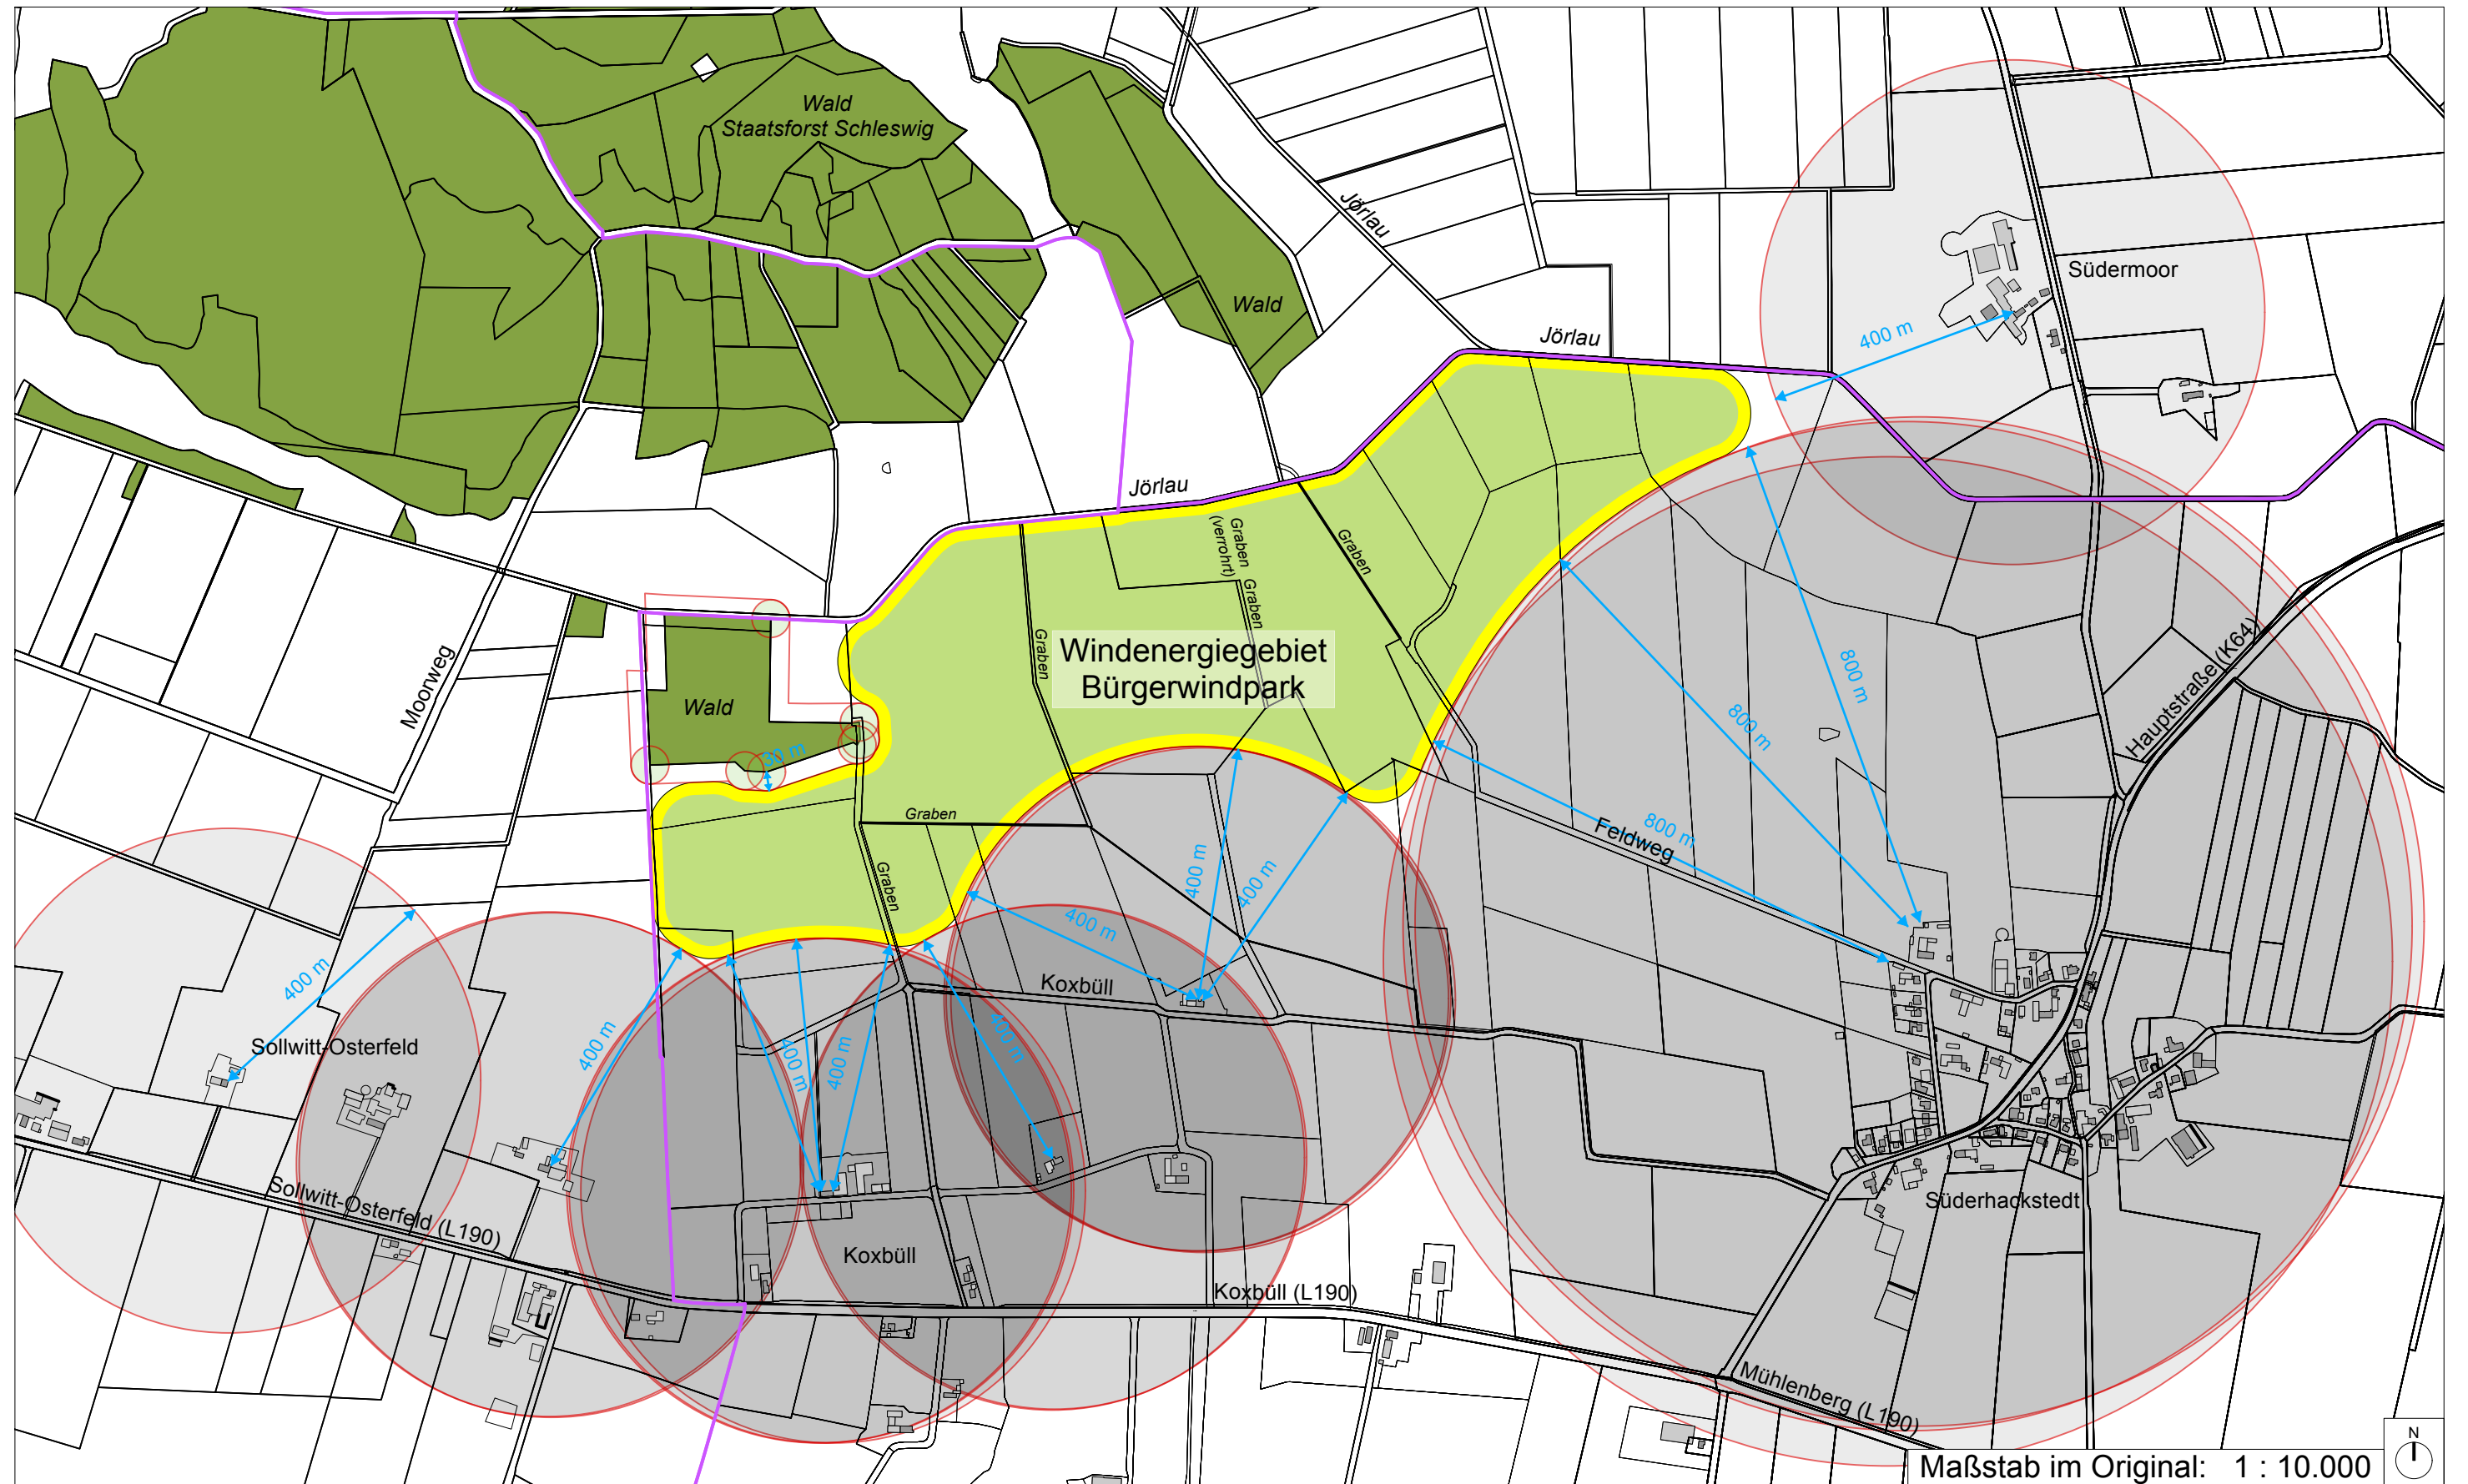 Wald
Staatsforst Schleswig
Jörlau
Südermoor
Wald
400 m
Jörlau
Jörlau
Graben
(verrohrt)
Graben
Graben
Graben
Windenergiegebiet
Bürgerwindpark
Moorweg
Wald
30 m
800 m
800 m
Hauptstraße (K64)
Graben
Feldweg
800 m
Graben
400 m
400 m
400 m
400 m
Koxbüll
Sollwitt-Osterfeld
400 m
400 m
400 m
400 m
Sollwitt-Osterfeld (L190)
Süderhackstedt
Koxbüll
Koxbüll (L190)
Mühlenberg (L190)
N
Maßstab im Original: 1 : 10.000